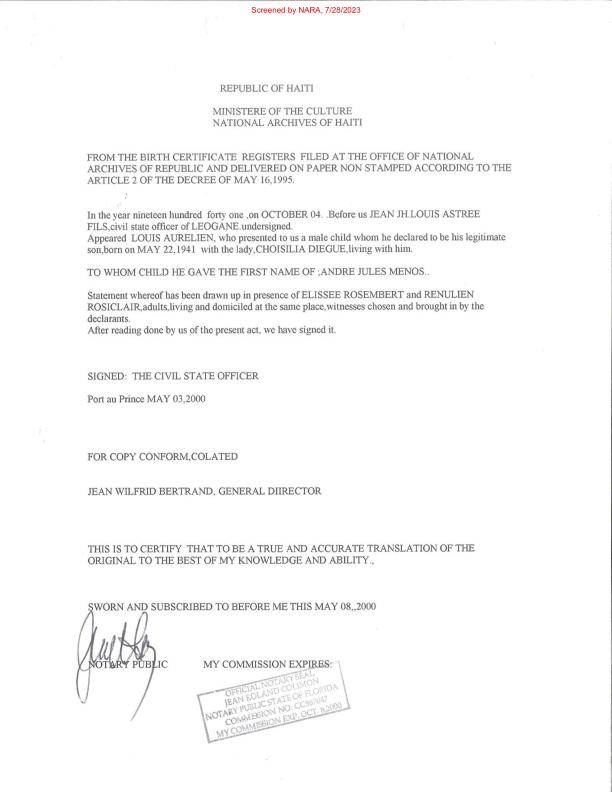 Screened by NARA, 7/28/2023
REPUBLIC OF HAITI
MINISTERE OF THE CULTURE
NATIONAL ARCHIVES OF HAITI
FROM THE BIRTH CERTIFICATE REGISTERS FILED AT THE OFFICE OF NATIONAL
ARCHIVES OF REPUBLIC AND DELIVERED ON PAPER NON STAMPED ACCORDING TO THE
ARTICLE 2 OF THE DECREE OF MAY 16,1995.
In the year nineteen hundred forty one ,on OCTOBER 04. .Before us JEAN JH.LOUIS ASTREE
FILS,civil state officer of LEOGANE.undersigned.
Appeared LOUIS AURELIEN, who presented to us a male child whom he declared to be his legitimate
son,born on MAY 22,1941 with the lady,CHOISILIA DIEGUE,living with him.
TO WHOM CHILD HE GAVE THE FIRST NAME OF ;ANDRE JULES MENOS..
Statement whereof has been drawn up in presence of ELISSEE ROSEMBERT and RENULIEN
ROSICLAIR,adults,living and domiciled at the same place,witnesses chosen and brought in by the
declarants.
After reading done by us of the present act, we have signed it.
SIGNED: THE CIVIL STATE OFFICER
Port au Prince MAY 03,2000
FOR COPY CONFORM,COLATED
JEAN WILFRID BERTRAND, GENERAL DIIRECTOR
THIS IS TO CERTIFY THAT TO BE A TRUE AND ACCURATE TRANSLATION OF THE
ORIGINAL TO THE BEST OF MY KNOWLEDGE AND ABILITY.,
SWORN AND SUBSCRIBED TO BEFORE ME THIS MAY 08,,2000
NOTARY PUBLIC MY COMMISSION EXPIRES:
OFFICIAL NOTARY SEAL
JEAN ROLAND COLIMON
NOTARY PUBLIC STATE OF FLORIDA
COMMISSION NO.
MY COMMISSION EXP. OCT. 8,2000